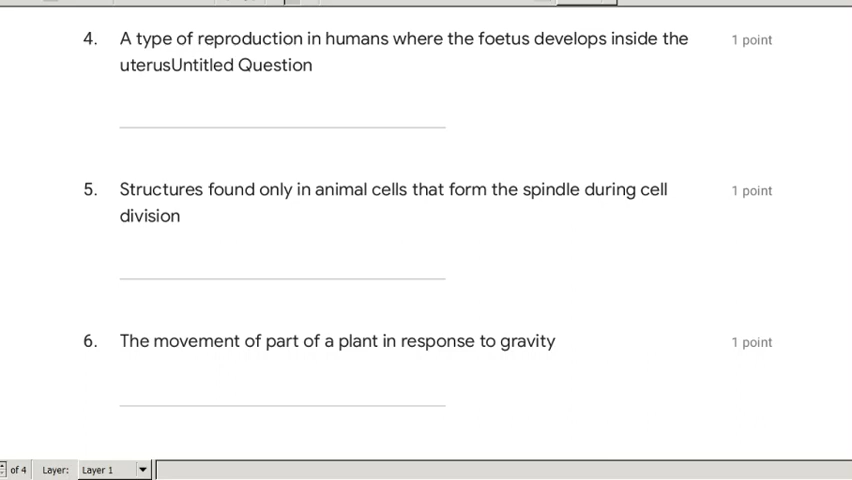 4. A type of reproduction in humans where the foetus develops inside the 1 point
uterusUntitled Question
5. Structures found only in animal cells that form the spindle during cell 1 point
division
6. The movement of part of a plant in response to gravity 1 point
of 4 Layer: Layer 1